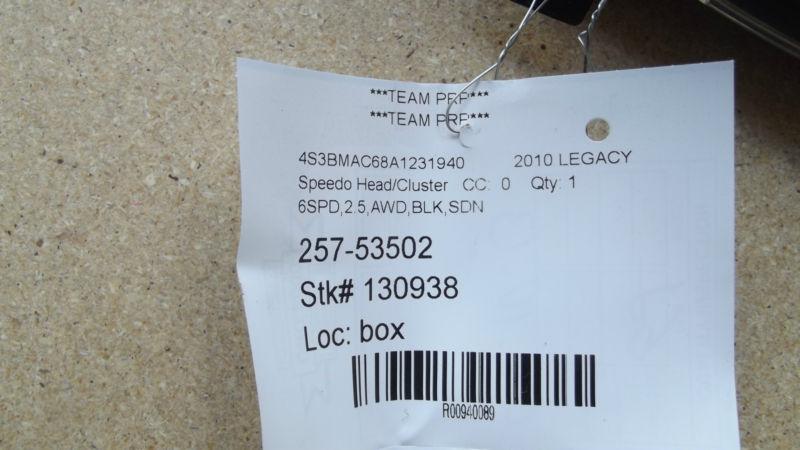 ***TEAM PRP***
***TEAM PRP***
4S3BMAC68A1231940 2010 LEGACY
Speedo Head/Cluster CC: 0 Qty: 1
6SPD,2.5,AWD,BLK,SDN
257-53502
Stk# 130938
Loc: box
R00940089